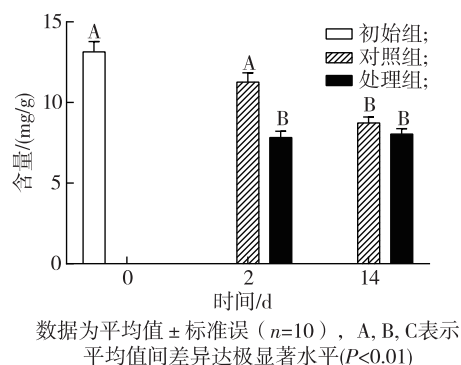 15
10
5
0
含量/(mg/g)
A
A
B
B
B
初始组;
对照组;
处理组;
0
2
14
时间/d
数据为平均值 ± 标准误（n=10），A, B, C表示
平均值间差异达极显著水平(P<0.01)